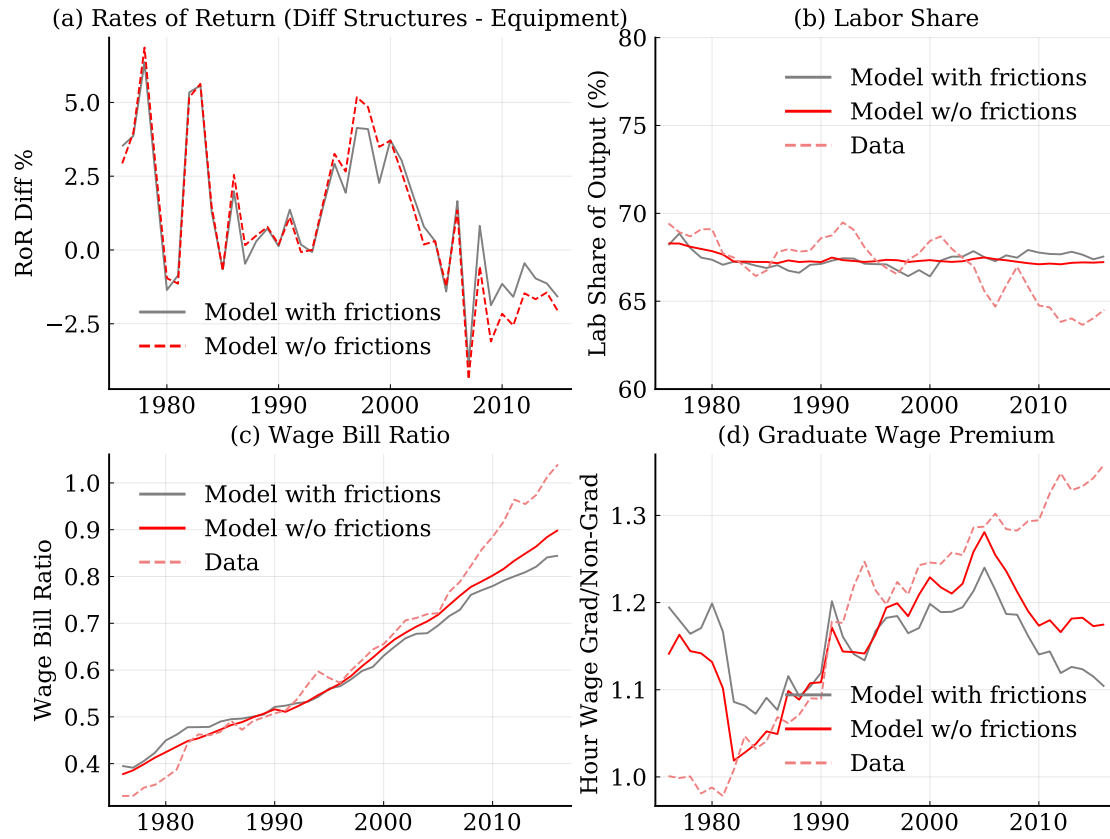 (a) Rates of Return (Diff Structures - Equipment)
RoR Diff %
5.0
2.5
0.0
−2.5
Model with frictions
Model w/o frictions
1980
1990
2000
2010
(b) Labor Share
Lab Share of Output (%)
80
75
70
65
60
Model with frictions
Model w/o frictions
Data
1980
1990
2000
2010
(c) Wage Bill Ratio
Wage Bill Ratio
1.0
0.9
0.8
0.7
0.6
0.5
0.4
Model with frictions
Model w/o frictions
Data
1980
1990
2000
2010
(d) Graduate Wage Premium
Hour Wage Grad/Non-Grad
1.3
1.2
1.1
1.0
Model with frictions
Model w/o frictions
Data
1980
1990
2000
2010